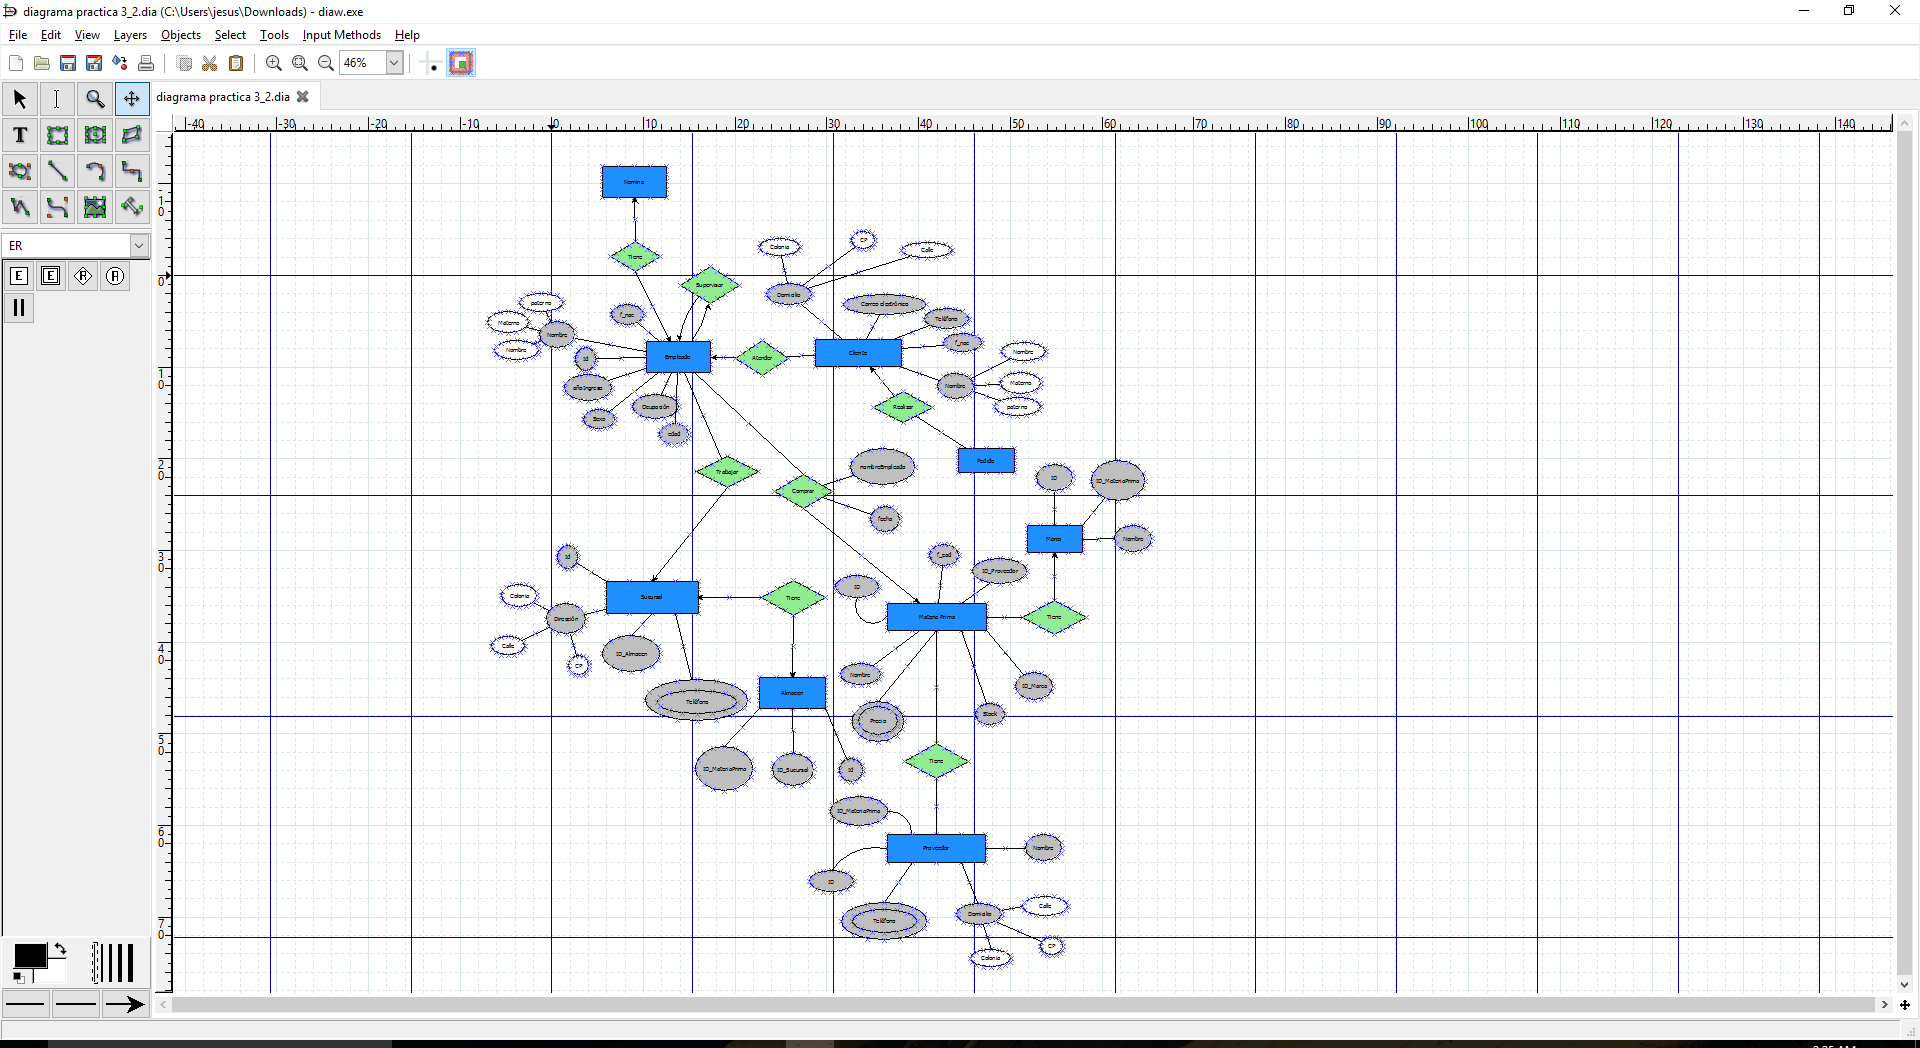 diagrama practica 3_2.dia (C:\Users\jesus\Downloads) - diaw.exe
File Edit View Layers Objects Select Tools Input Methods Help
46%
diagrama practica 3_2.dia
-40 -30 -20 -10 0 10 20 30 40 50 60 70 80 90 100 110 120 130 140
T
ER
E E R A
-10
0
10
20
30
40
50
60
70
Nomina
Tiene
Supervisar
Colonia
CP
Calle
Domicilio
Correo electrónico
Teléfono
f_nac
paterno
Materno
Nombre
Nombre
f_nac
Id
añoIngreso
Sexo
Ocupación
edad
Empleado
Atender
Cliente
Nombre
Nombre
Materno
paterno
Realizar
Pedido
Trabajar
Comprar
nombreEmpleado
fecha
ID
ID_MateriaPrima
Marca
Nombre
Id
Colonia
Dirección
Calle
CP
Sucursal
ID_Almacen
Teléfono
Tiene
Almacen
ID_MateriaPrima
ID_Sucursal
Id
ID
f_cad
ID_Proveedor
Materia Prima
Tiene
Nombre
Precio
Stock
ID_Marca
Tiene
ID_MateriaPrima
Proveedor
Nombre
ID
Teléfono
Domicilio
Calle
CP
Colonia